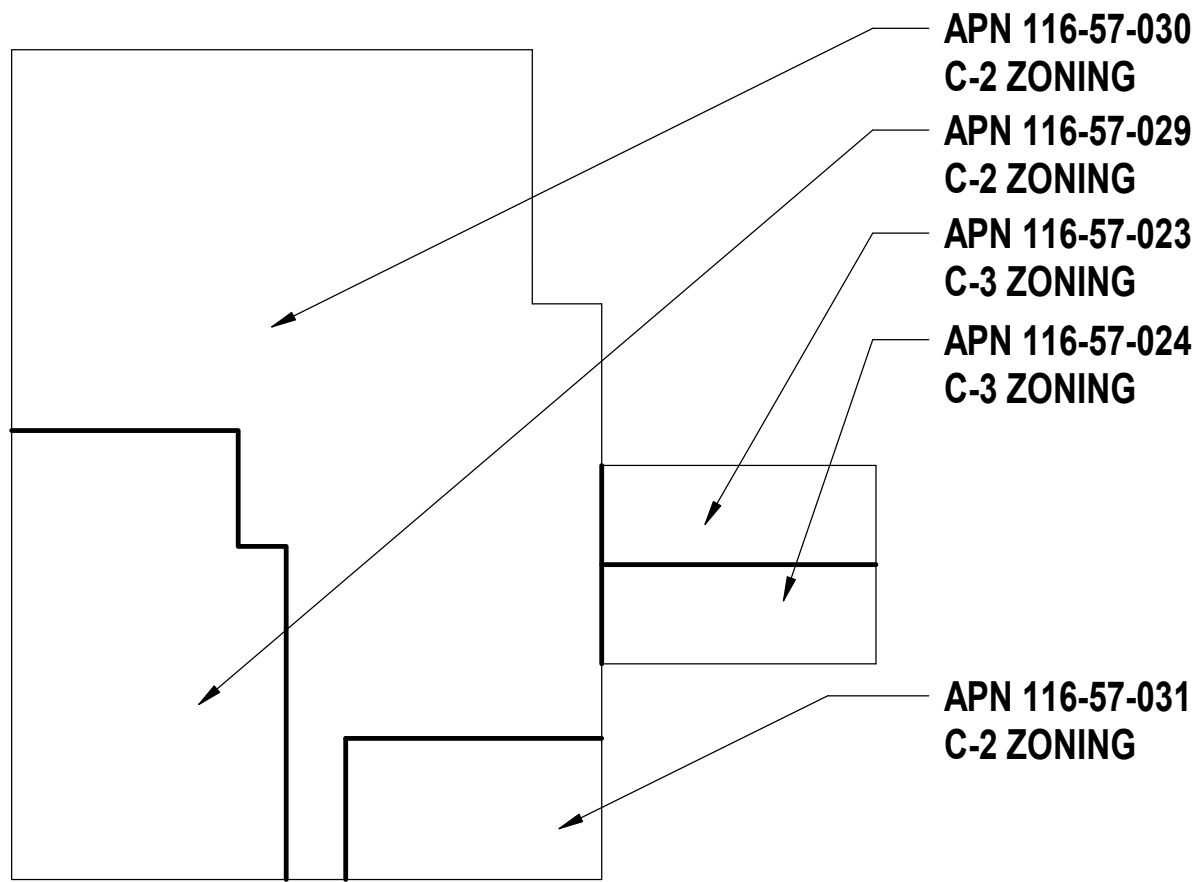 APN 116-57-030
C-2 ZONING
APN 116-57-029
C-2 ZONING
APN 116-57-023
C-3 ZONING
APN 116-57-024
C-3 ZONING
APN 116-57-031
C-2 ZONING